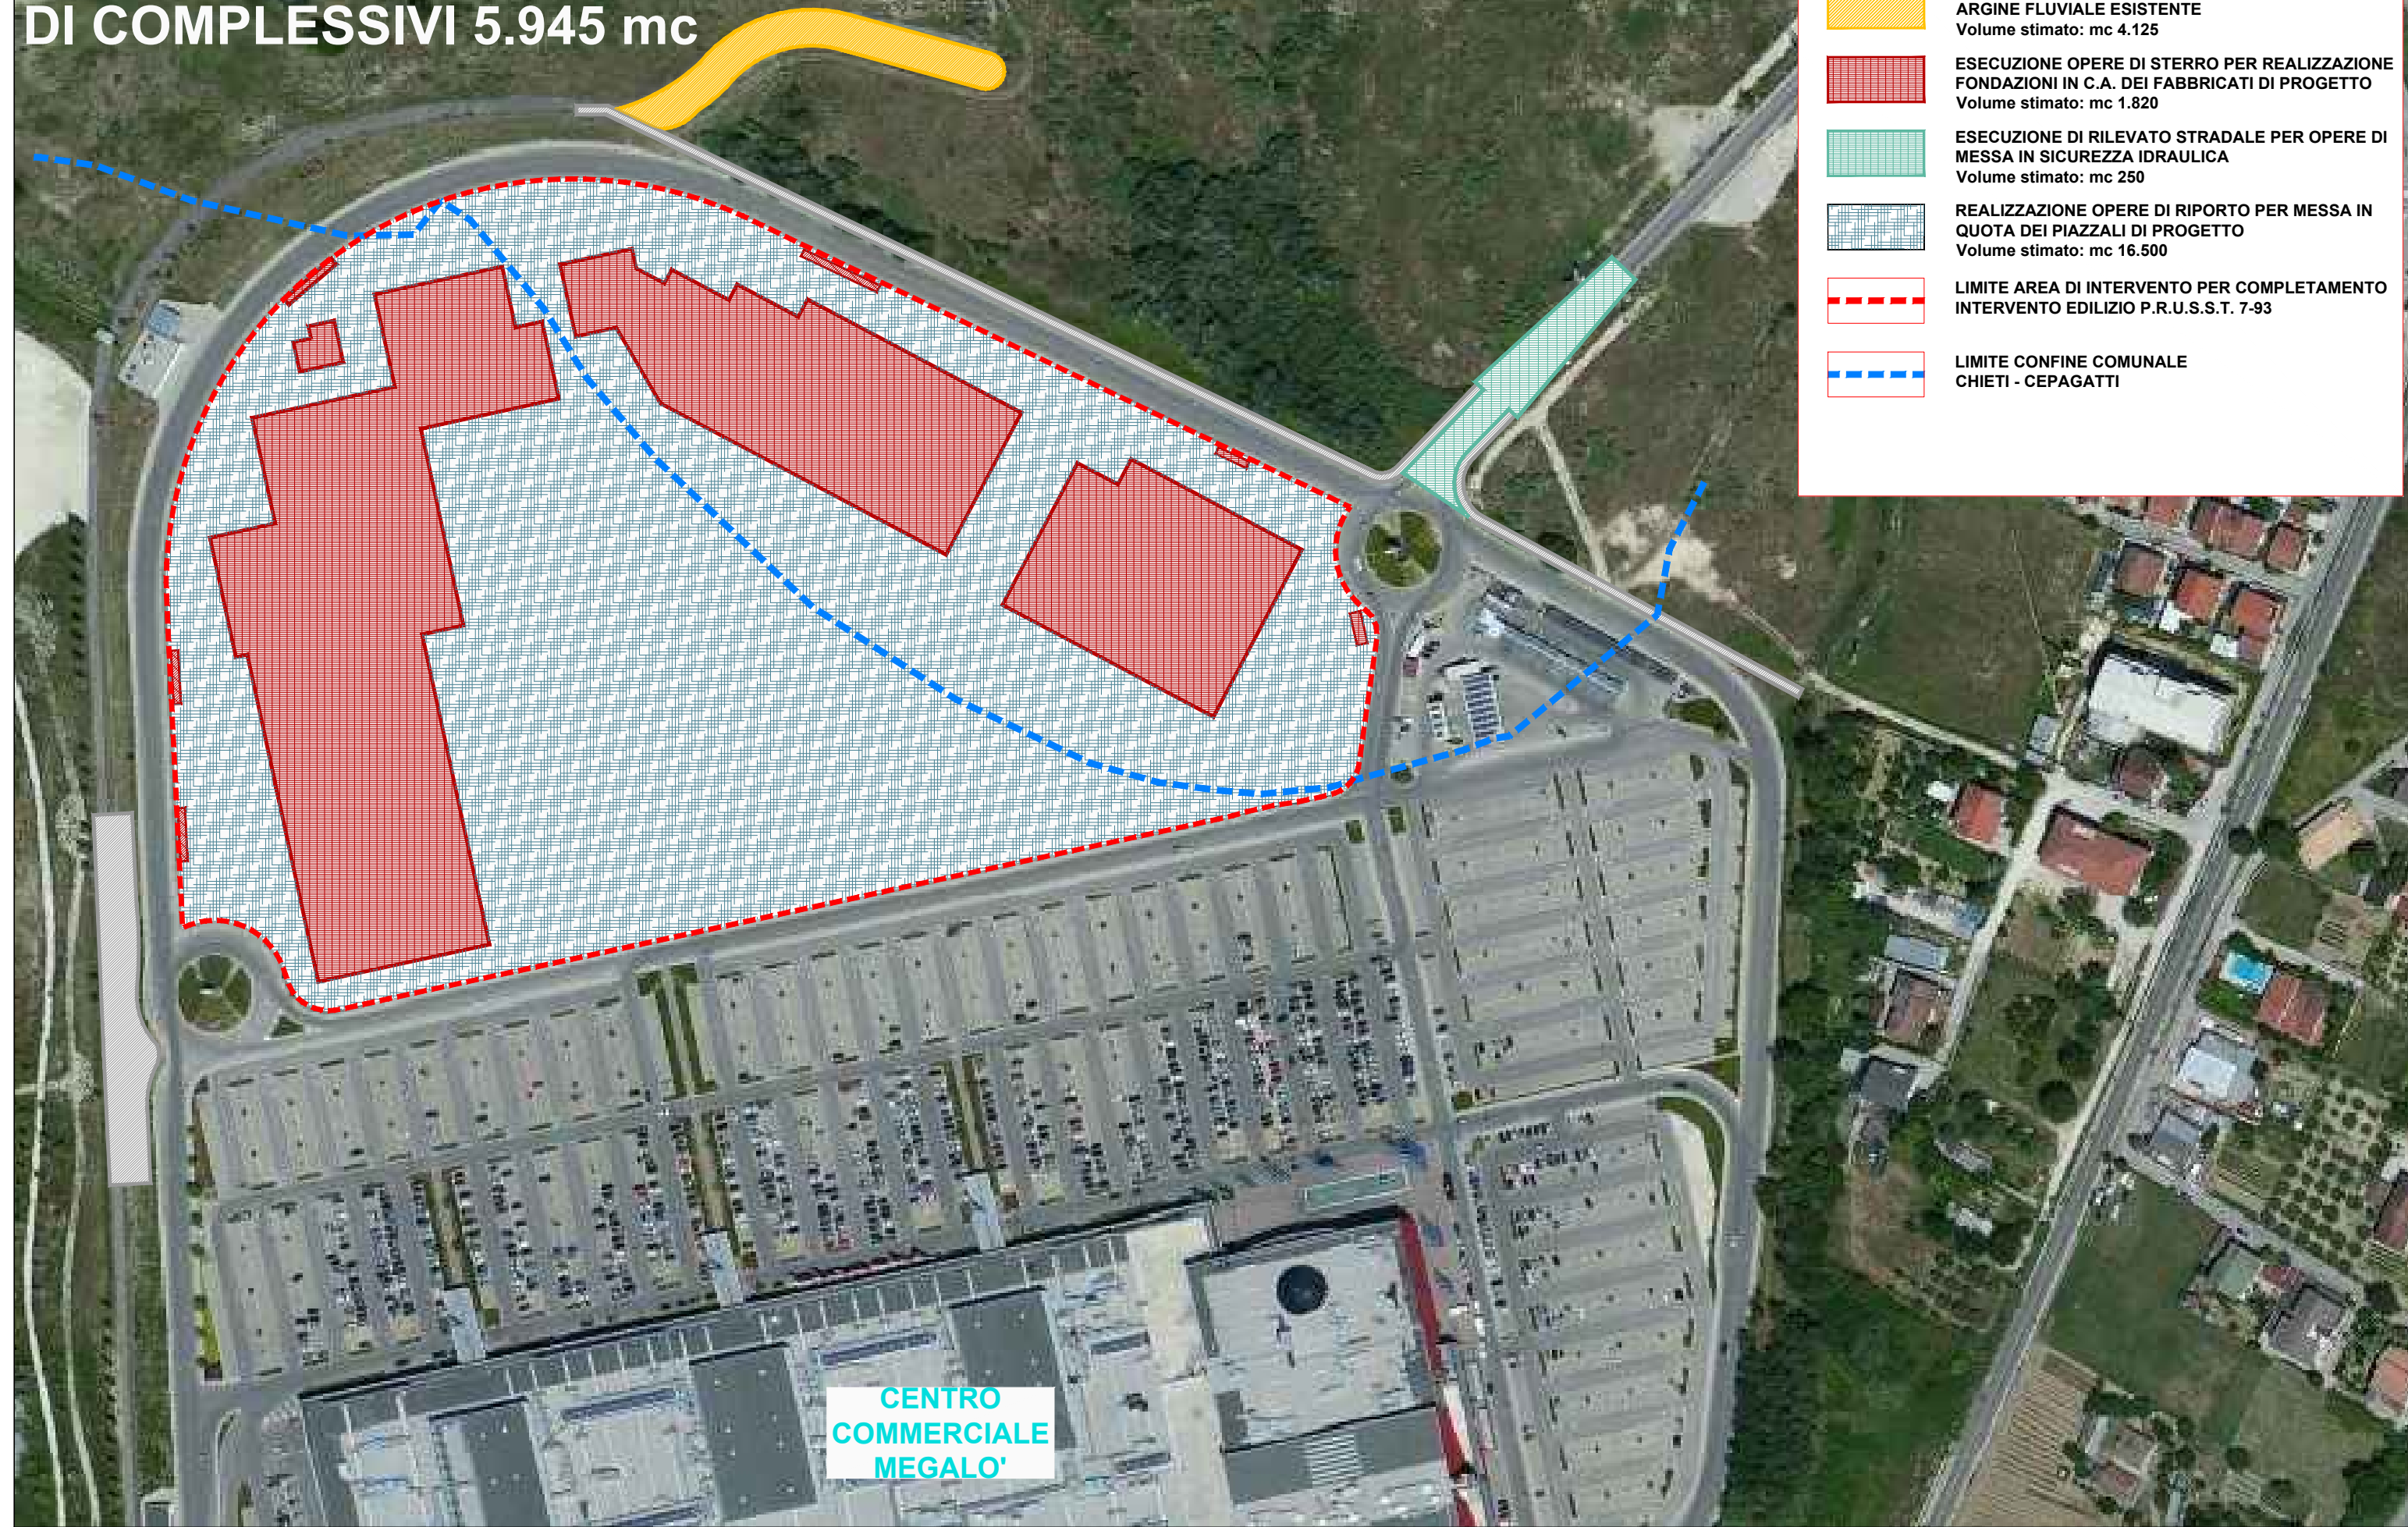 DI COMPLESSIVI 5.945 mc
ARGINE FLUVIALE ESISTENTE
Volume stimato: mc 4.125
ESECUZIONE OPERE DI STERRO PER REALIZZAZIONE
FONDAZIONI IN C.A. DEI FABBRICATI DI PROGETTO
Volume stimato: mc 1.820
ESECUZIONE DI RILEVATO STRADALE PER OPERE DI
MESSA IN SICUREZZA IDRAULICA
Volume stimato: mc 250
REALIZZAZIONE OPERE DI RIPORTO PER MESSA IN
QUOTA DEI PIAZZALI DI PROGETTO
Volume stimato: mc 16.500
LIMITE AREA DI INTERVENTO PER COMPLETAMENTO
INTERVENTO EDILIZIO P.R.U.S.S.T. 7-93
LIMITE CONFINE COMUNALE
CHIETI - CEPAGATTI
CENTRO
COMMERCIALE
MEGALO'